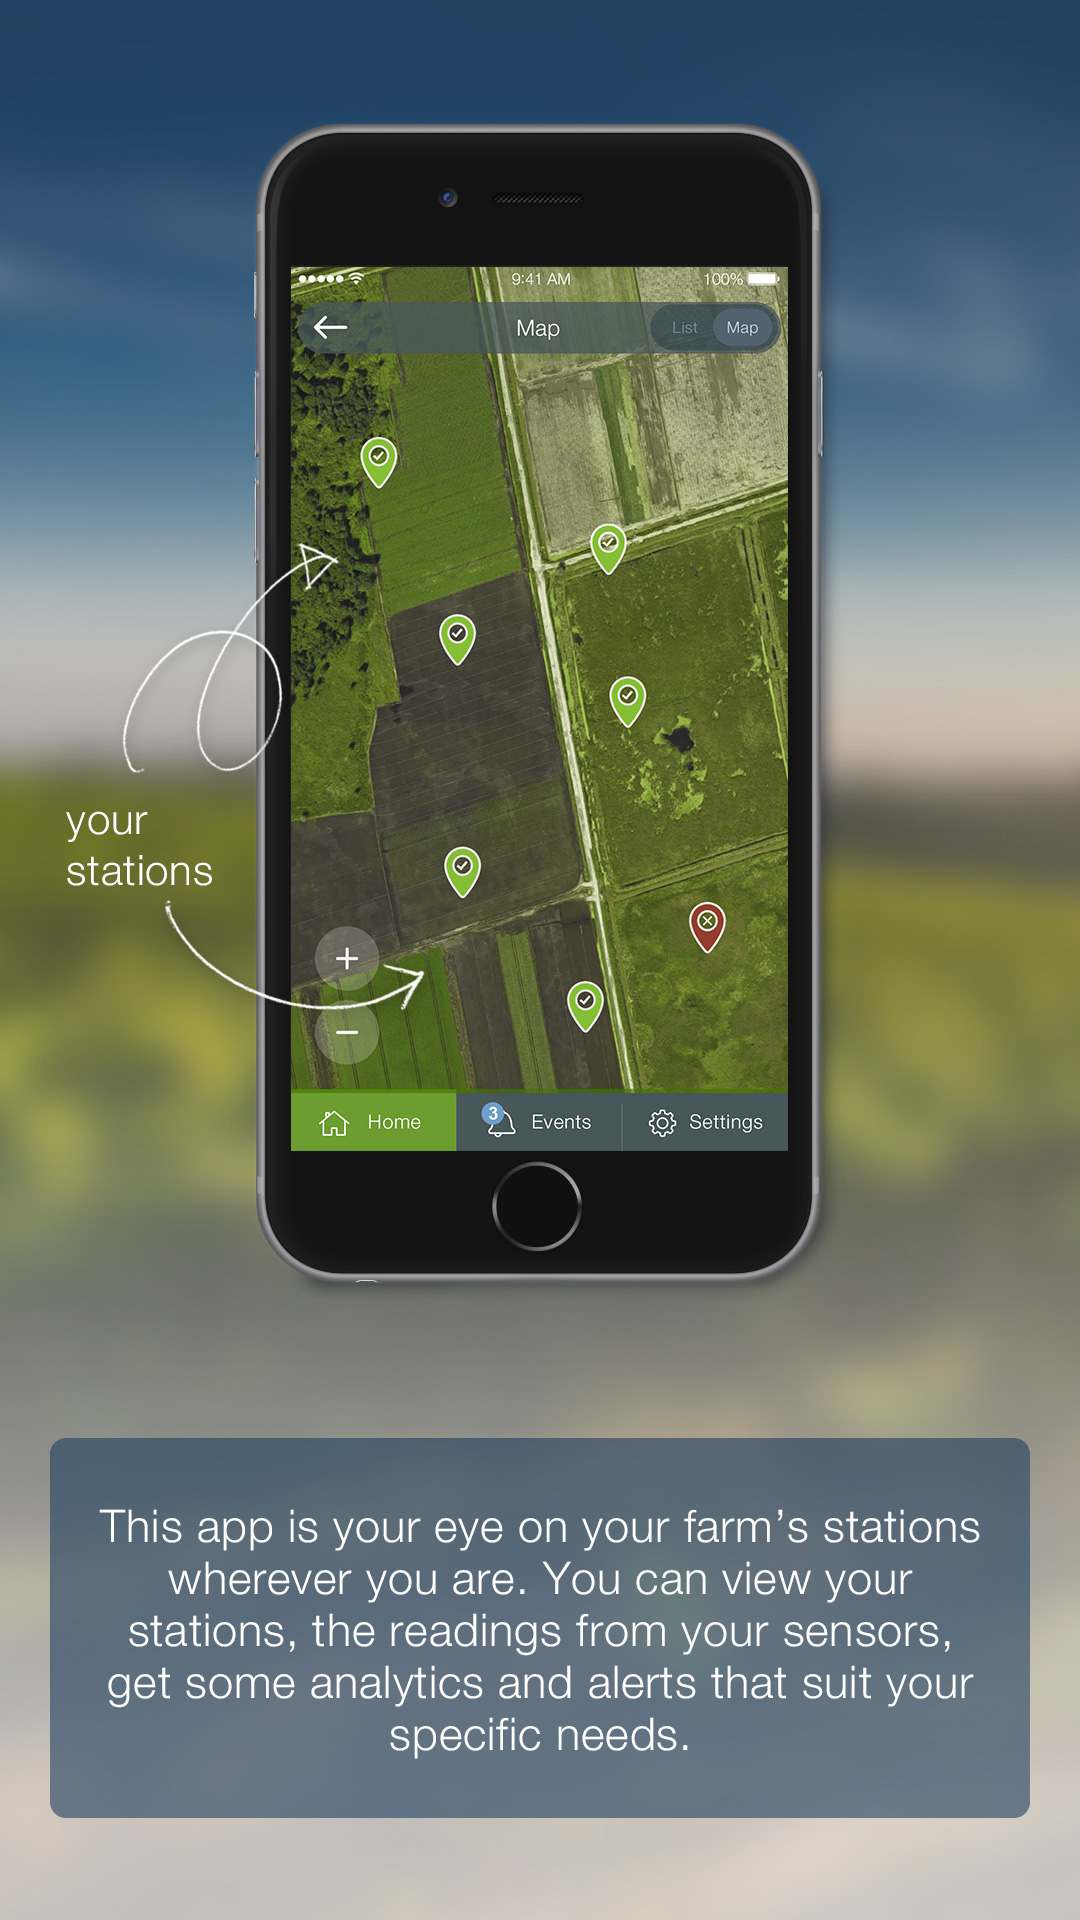 9:41 AM
100%
Map
List
Map
your
stations
Home
3
Events
Settings
This app is your eye on your farm’s stations
wherever you are. You can view your
stations, the readings from your sensors,
get some analytics and alerts that suit your
specific needs.